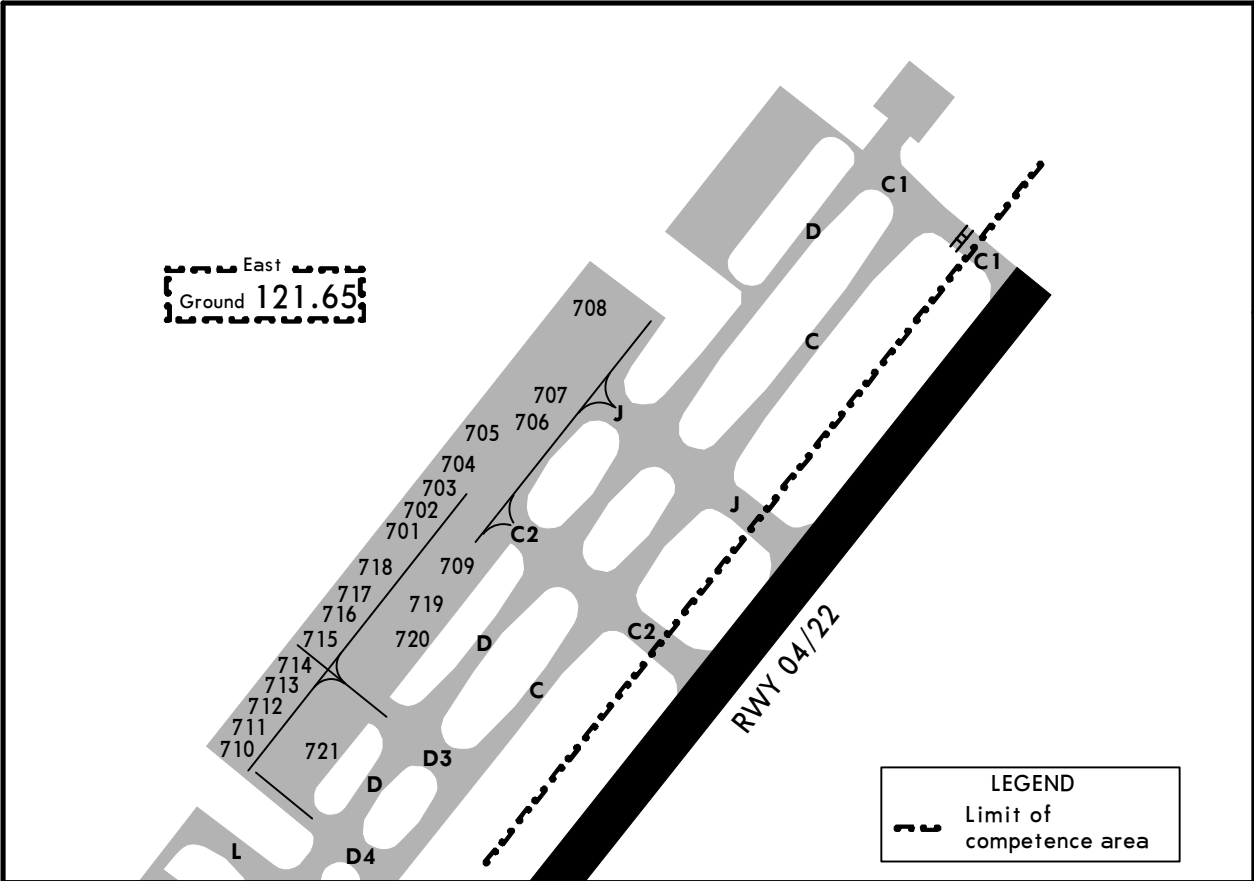 C1
D
C1
East
Ground 121.65
708
C
707
J
706
705
704
703
J
702
701
C2
709
718
717
719
716
C2
715
720
D
RWY 04/22
714
713
C
712
711
710
721
D3
D
LEGEND
Limit of
competence area
L
D4